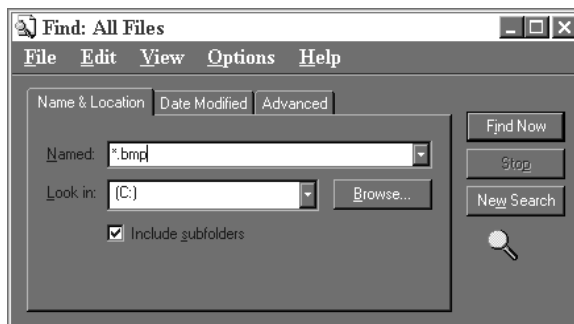 Find: All Files
File Edit View Options Help
Name & Location Date Modified Advanced
Named: *.bmp
Look in: (C:) Browse...
Include subfolders
Find Now
Stop
New Search